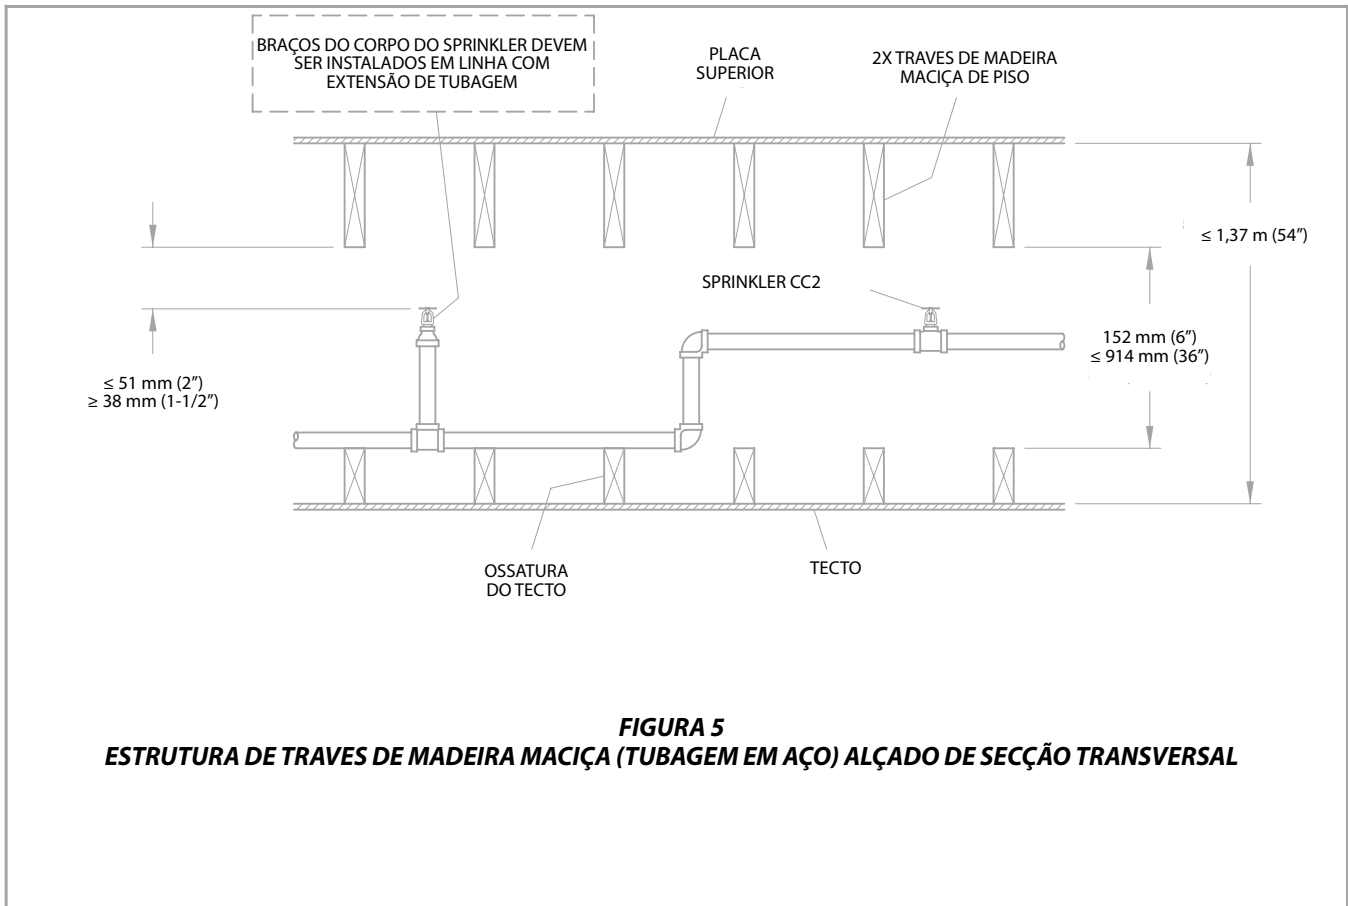 BRAÇOS DO CORPO DO SPRINKLER DEVEM
SER INSTALADOS EM LINHA COM
EXTENSÃO DE TUBAGEM
PLACA
SUPERIOR
2X TRAVES DE MADEIRA
MACIÇA DE PISO
≤ 1,37 m (54”)
SPRINKLER CC2
152 mm (6”)
≤ 914 mm (36”)
≤ 51 mm (2”)
≥ 38 mm (1-1/2”)
OSSATURA
DO TECTO
TECTO
FIGURA 5
ESTRUTURA DE TRAVES DE MADEIRA MACIÇA (TUBAGEM EM AÇO) ALÇADO DE SECÇÃO TRANSVERSAL